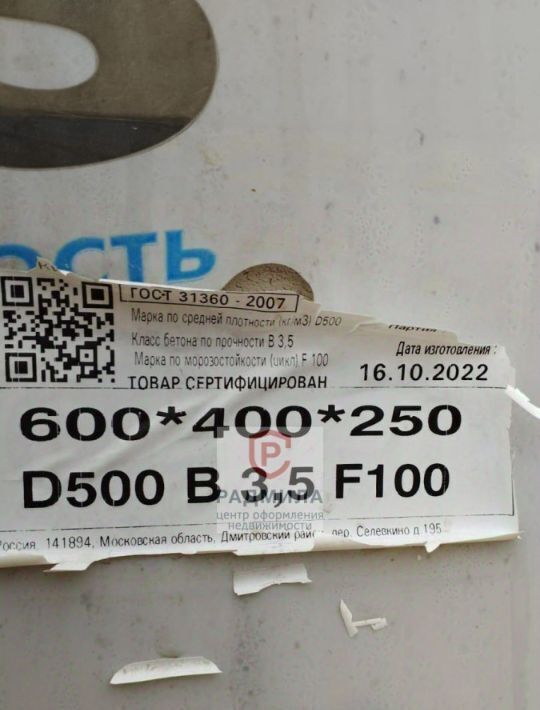 ОСТЬ
ГОСТ 31360 - 2007
Марка по средней плотности (кг/м3) D500
Класс бетона по прочности В 3,5
Марка по морозостойкости (цикл) F 100
ТОВАР СЕРТИФИЦИРОВАН
Партия
Дата изготовления :
16.10.2022
600*400*250
D500 В 3,5 F100
РАДМИЛА
центр оформления
недвижимости
Россия, 141894, Московская область, Дмитровский район, дер. Селевкино д.195